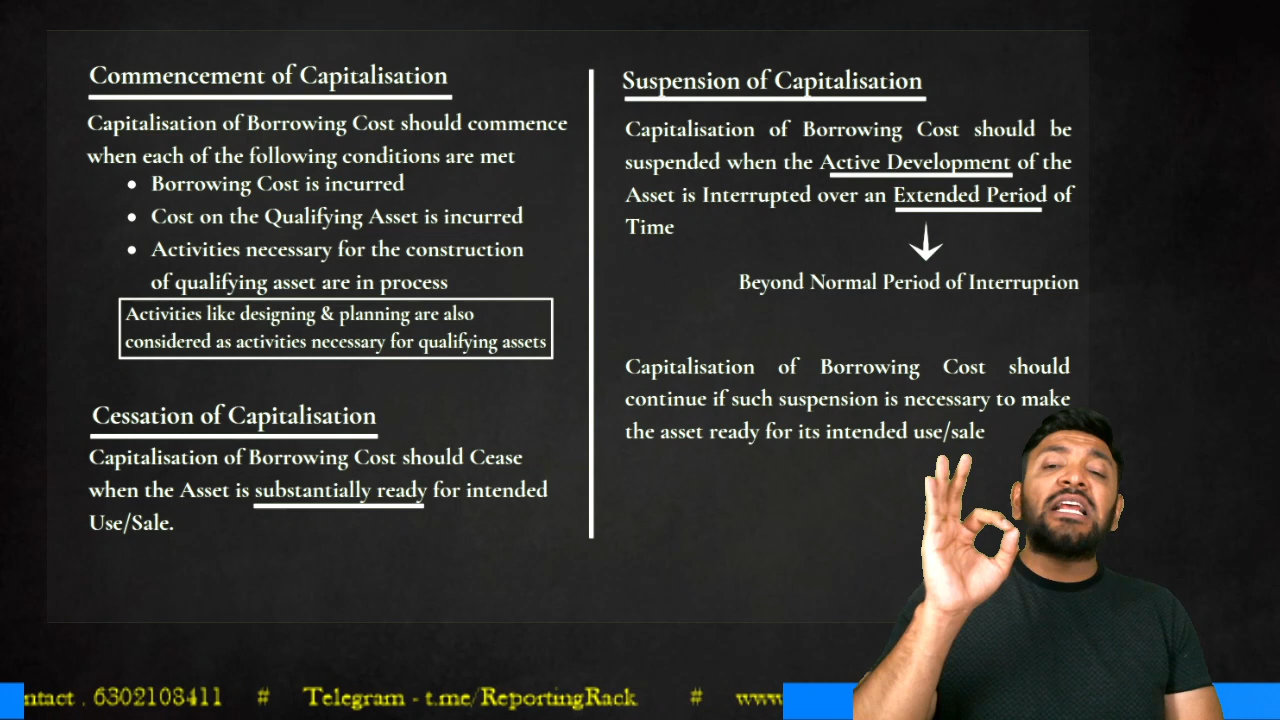 Commencement of Capitalisation
Capitalisation of Borrowing Cost should commence
when each of the following conditions are met
• Borrowing Cost is incurred
• Cost on the Qualifying Asset is incurred
• Activities necessary for the construction
of qualifying asset are in process
Activities like designing & planning are also
considered as activities necessary for qualifying assets
Cessation of Capitalisation
Capitalisation of Borrowing Cost should Cease
when the Asset is substantially ready for intended
Use/Sale.
Suspension of Capitalisation
Capitalisation of Borrowing Cost should be
suspended when the Active Development of the
Asset is Interrupted over an Extended Period of
Time
Beyond Normal Period of Interruption
Capitalisation of Borrowing Cost should
continue if such suspension is necessary to make
the asset ready for its intended use/sale
ntact . 6302108411 # Telegram - t.me/ReportingRack # www